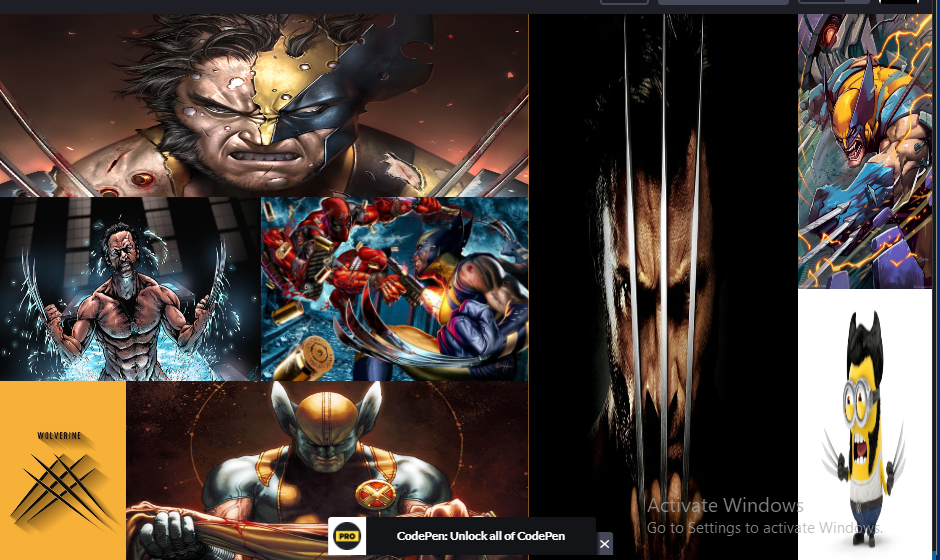 WOLVERINE
Activate Windows
Go to Settings to activate Windows.
PRO
CodePen: Unlock all of CodePen